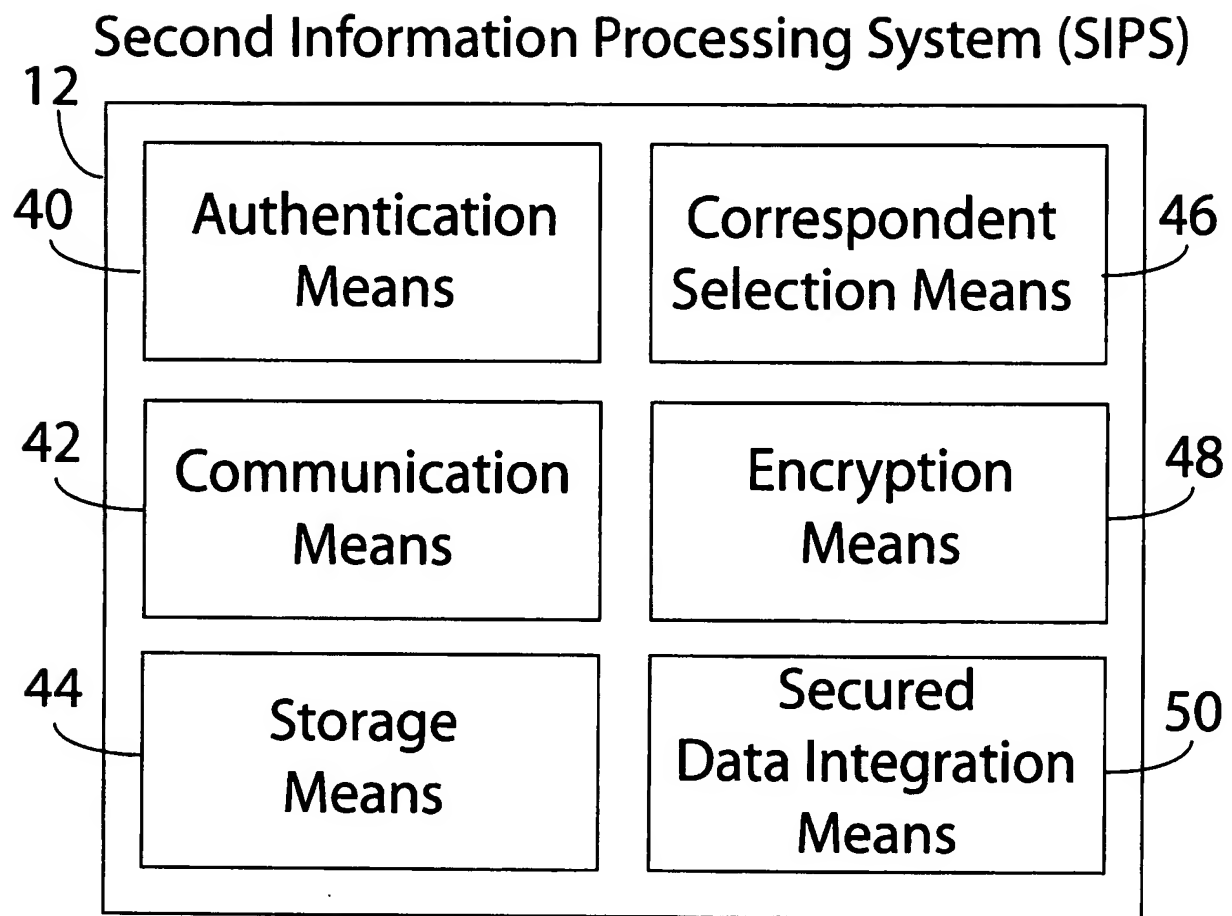 Second Information Processing System (SIPS)
12
40
Authentication
Means
Correspondent
Selection Means
46
42
Communication
Means
Encryption
Means
48
44
Storage
Means
Secured
Data Integration
Means
50